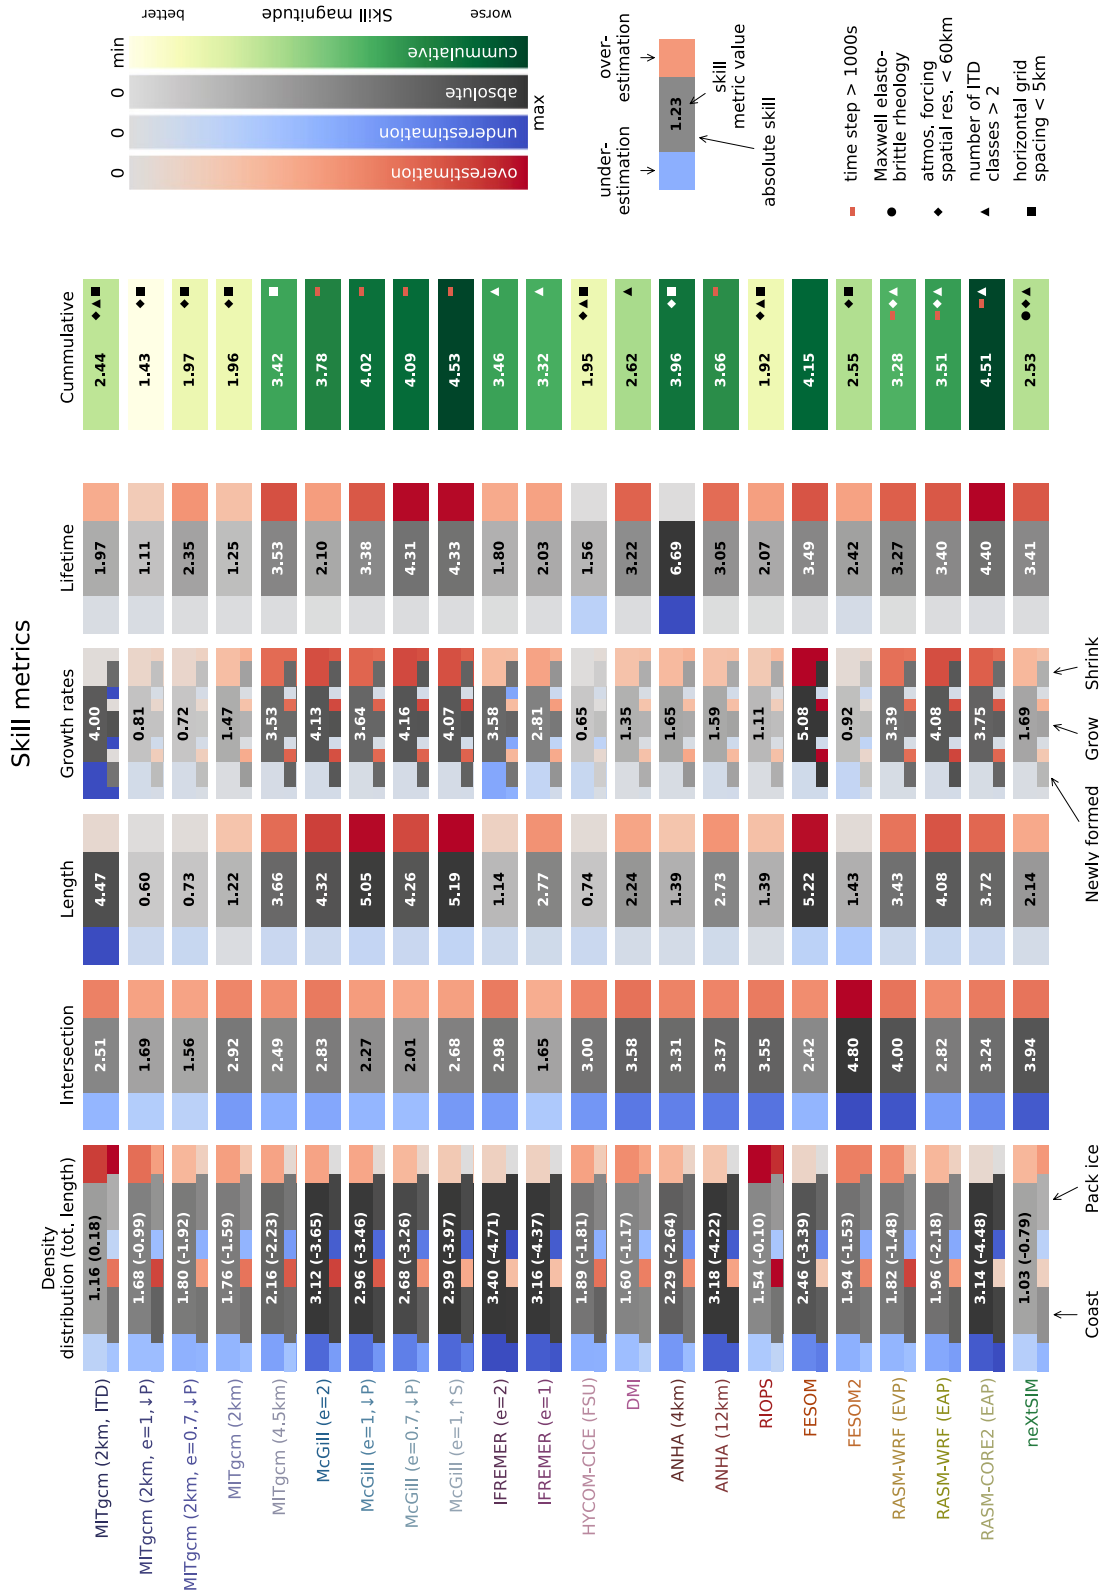 Skill metrics
Density
distribution (tot. length)
Intersection
Length
Growth rates
Lifetime
Cummulative
MITgcm (2km, ITD)
1.16 (0.18)
2.51
4.47
4.00
1.97
2.44
MITgcm (2km, e=1,↓P)
1.68 (-0.99)
1.69
0.60
0.81
1.11
1.43
MITgcm (2km, e=0.7,↓P)
1.80 (-1.92)
1.56
0.73
0.72
2.35
1.97
MITgcm (2km)
1.76 (-1.59)
2.92
1.22
1.47
1.25
1.96
MITgcm (4.5km)
2.16 (-2.23)
2.49
3.66
3.53
3.53
3.42
McGill (e=2)
3.12 (-3.65)
2.83
4.32
4.13
2.10
3.78
McGill (e=1,↓P)
2.96 (-3.46)
2.27
5.05
3.64
3.38
4.02
McGill (e=0.7,↓P)
2.68 (-3.26)
2.01
4.26
4.16
4.31
4.09
McGill (e=1,↑S)
2.99 (-3.97)
2.68
5.19
4.07
4.33
4.53
IFREMER (e=2)
3.40 (-4.71)
2.98
1.14
3.58
1.80
3.46
IFREMER (e=1)
3.16 (-4.37)
1.65
2.77
2.81
2.03
3.32
HYCOM-CICE (FSU)
1.89 (-1.81)
3.00
0.74
0.65
1.56
1.95
DMI
1.60 (-1.17)
3.58
2.24
1.35
3.22
2.62
ANHA (4km)
2.29 (-2.64)
3.31
1.39
1.65
6.69
3.96
ANHA (12km)
3.18 (-4.22)
3.37
2.73
1.59
3.05
3.66
RIOPS
1.54 (-0.10)
3.55
1.39
1.11
2.07
1.92
FESOM
2.46 (-3.39)
2.42
5.22
5.08
3.49
4.15
FESOM2
1.94 (-1.53)
4.80
1.43
0.92
2.42
2.55
RASM-WRF (EVP)
1.82 (-1.48)
4.00
3.43
3.39
3.27
3.28
RASM-WRF (EAP)
1.96 (-2.18)
2.82
4.08
4.08
3.40
3.51
RASM-CORE2 (EAP)
3.14 (-4.48)
3.24
3.72
3.75
4.40
4.51
neXtSIM
1.03 (-0.79)
3.94
2.14
1.69
3.41
2.53
Coast
Pack ice
Newly formed
Grow
Shrink
worse
Skill magnitude
better
0
0
0
min
overestimation
underestimation
absolute
cummulative
max
under-
estimation
over-
estimation
1.23
skill
metric value
absolute skill
time step > 1000s
Maxwell elasto-
brittle rheology
atmos. forcing
spatial res. < 60km
number of ITD
classes > 2
horizontal grid
spacing < 5km